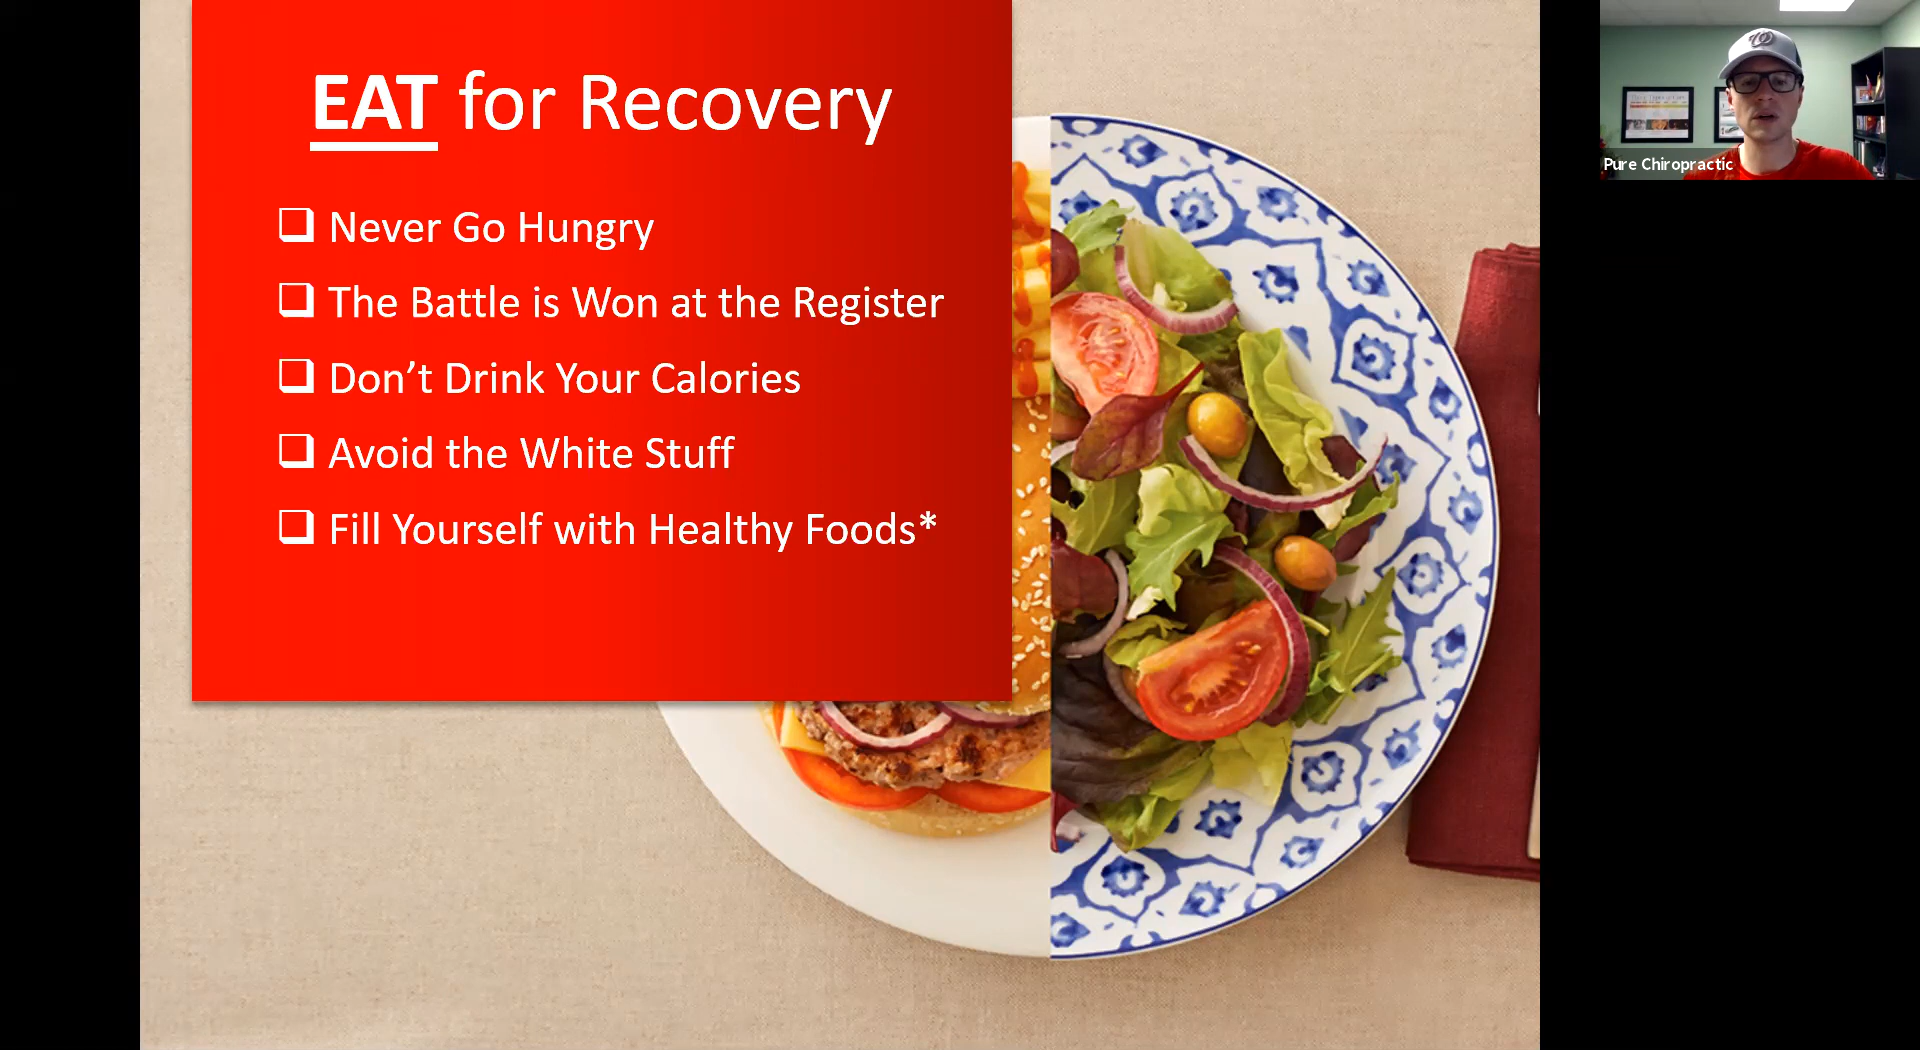 EAT for Recovery
Never Go Hungry
The Battle is Won at the Register
Don’t Drink Your Calories
Avoid the White Stuff
Fill Yourself with Healthy Foods*
Pure Chiropractic